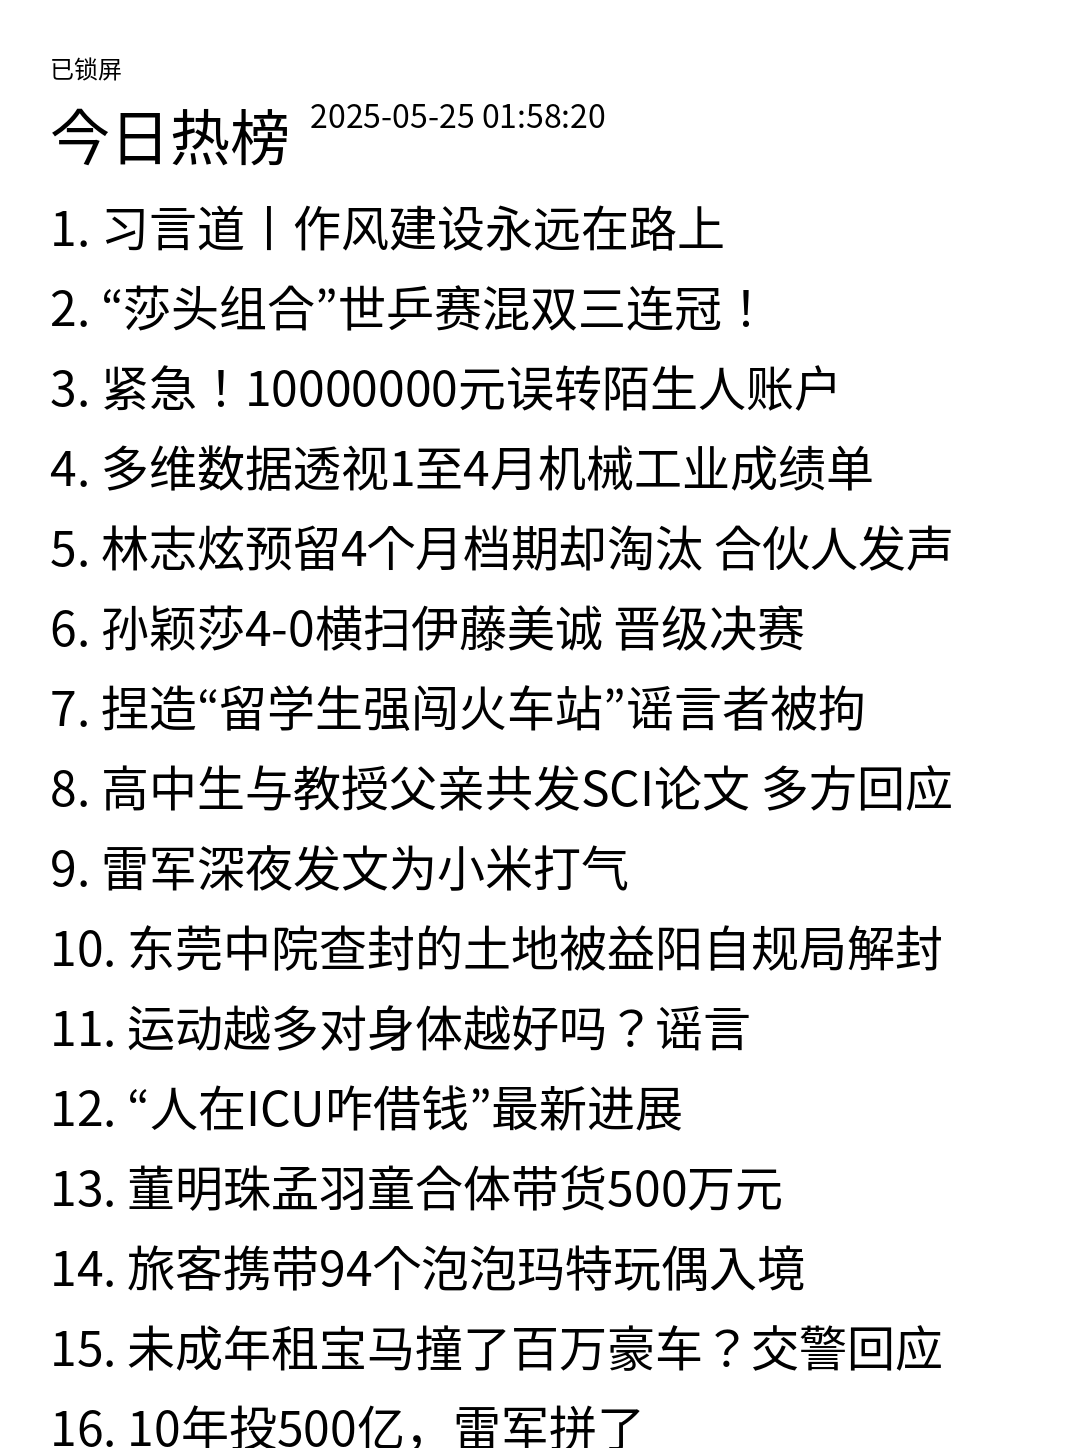 已锁屏
今日热榜 2025-05-25 01:58:20
1. 习言道丨作风建设永远在路上
2. “莎头组合”世乒赛混双三连冠！
3. 紧急！10000000元误转陌生人账户
4. 多维数据透视1至4月机械工业成绩单
5. 林志炫预留4个月档期却淘汰 合伙人发声
6. 孙颖莎4-0横扫伊藤美诚 晋级决赛
7. 捏造“留学生强闯火车站”谣言者被拘
8. 高中生与教授父亲共发SCI论文 多方回应
9. 雷军深夜发文为小米打气
10. 东莞中院查封的土地被益阳自规局解封
11. 运动越多对身体越好吗？谣言
12. “人在ICU咋借钱”最新进展
13. 董明珠孟羽童合体带货500万元
14. 旅客携带94个泡泡玛特玩偶入境
15. 未成年租宝马撞了百万豪车？交警回应
16. 10年投500亿，雷军拼了